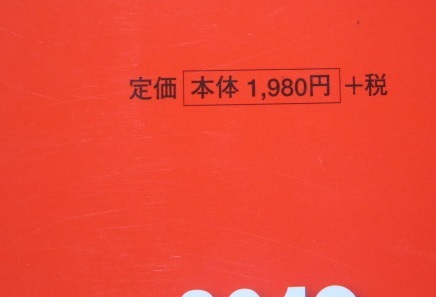 定価 本体 1,980円 +税